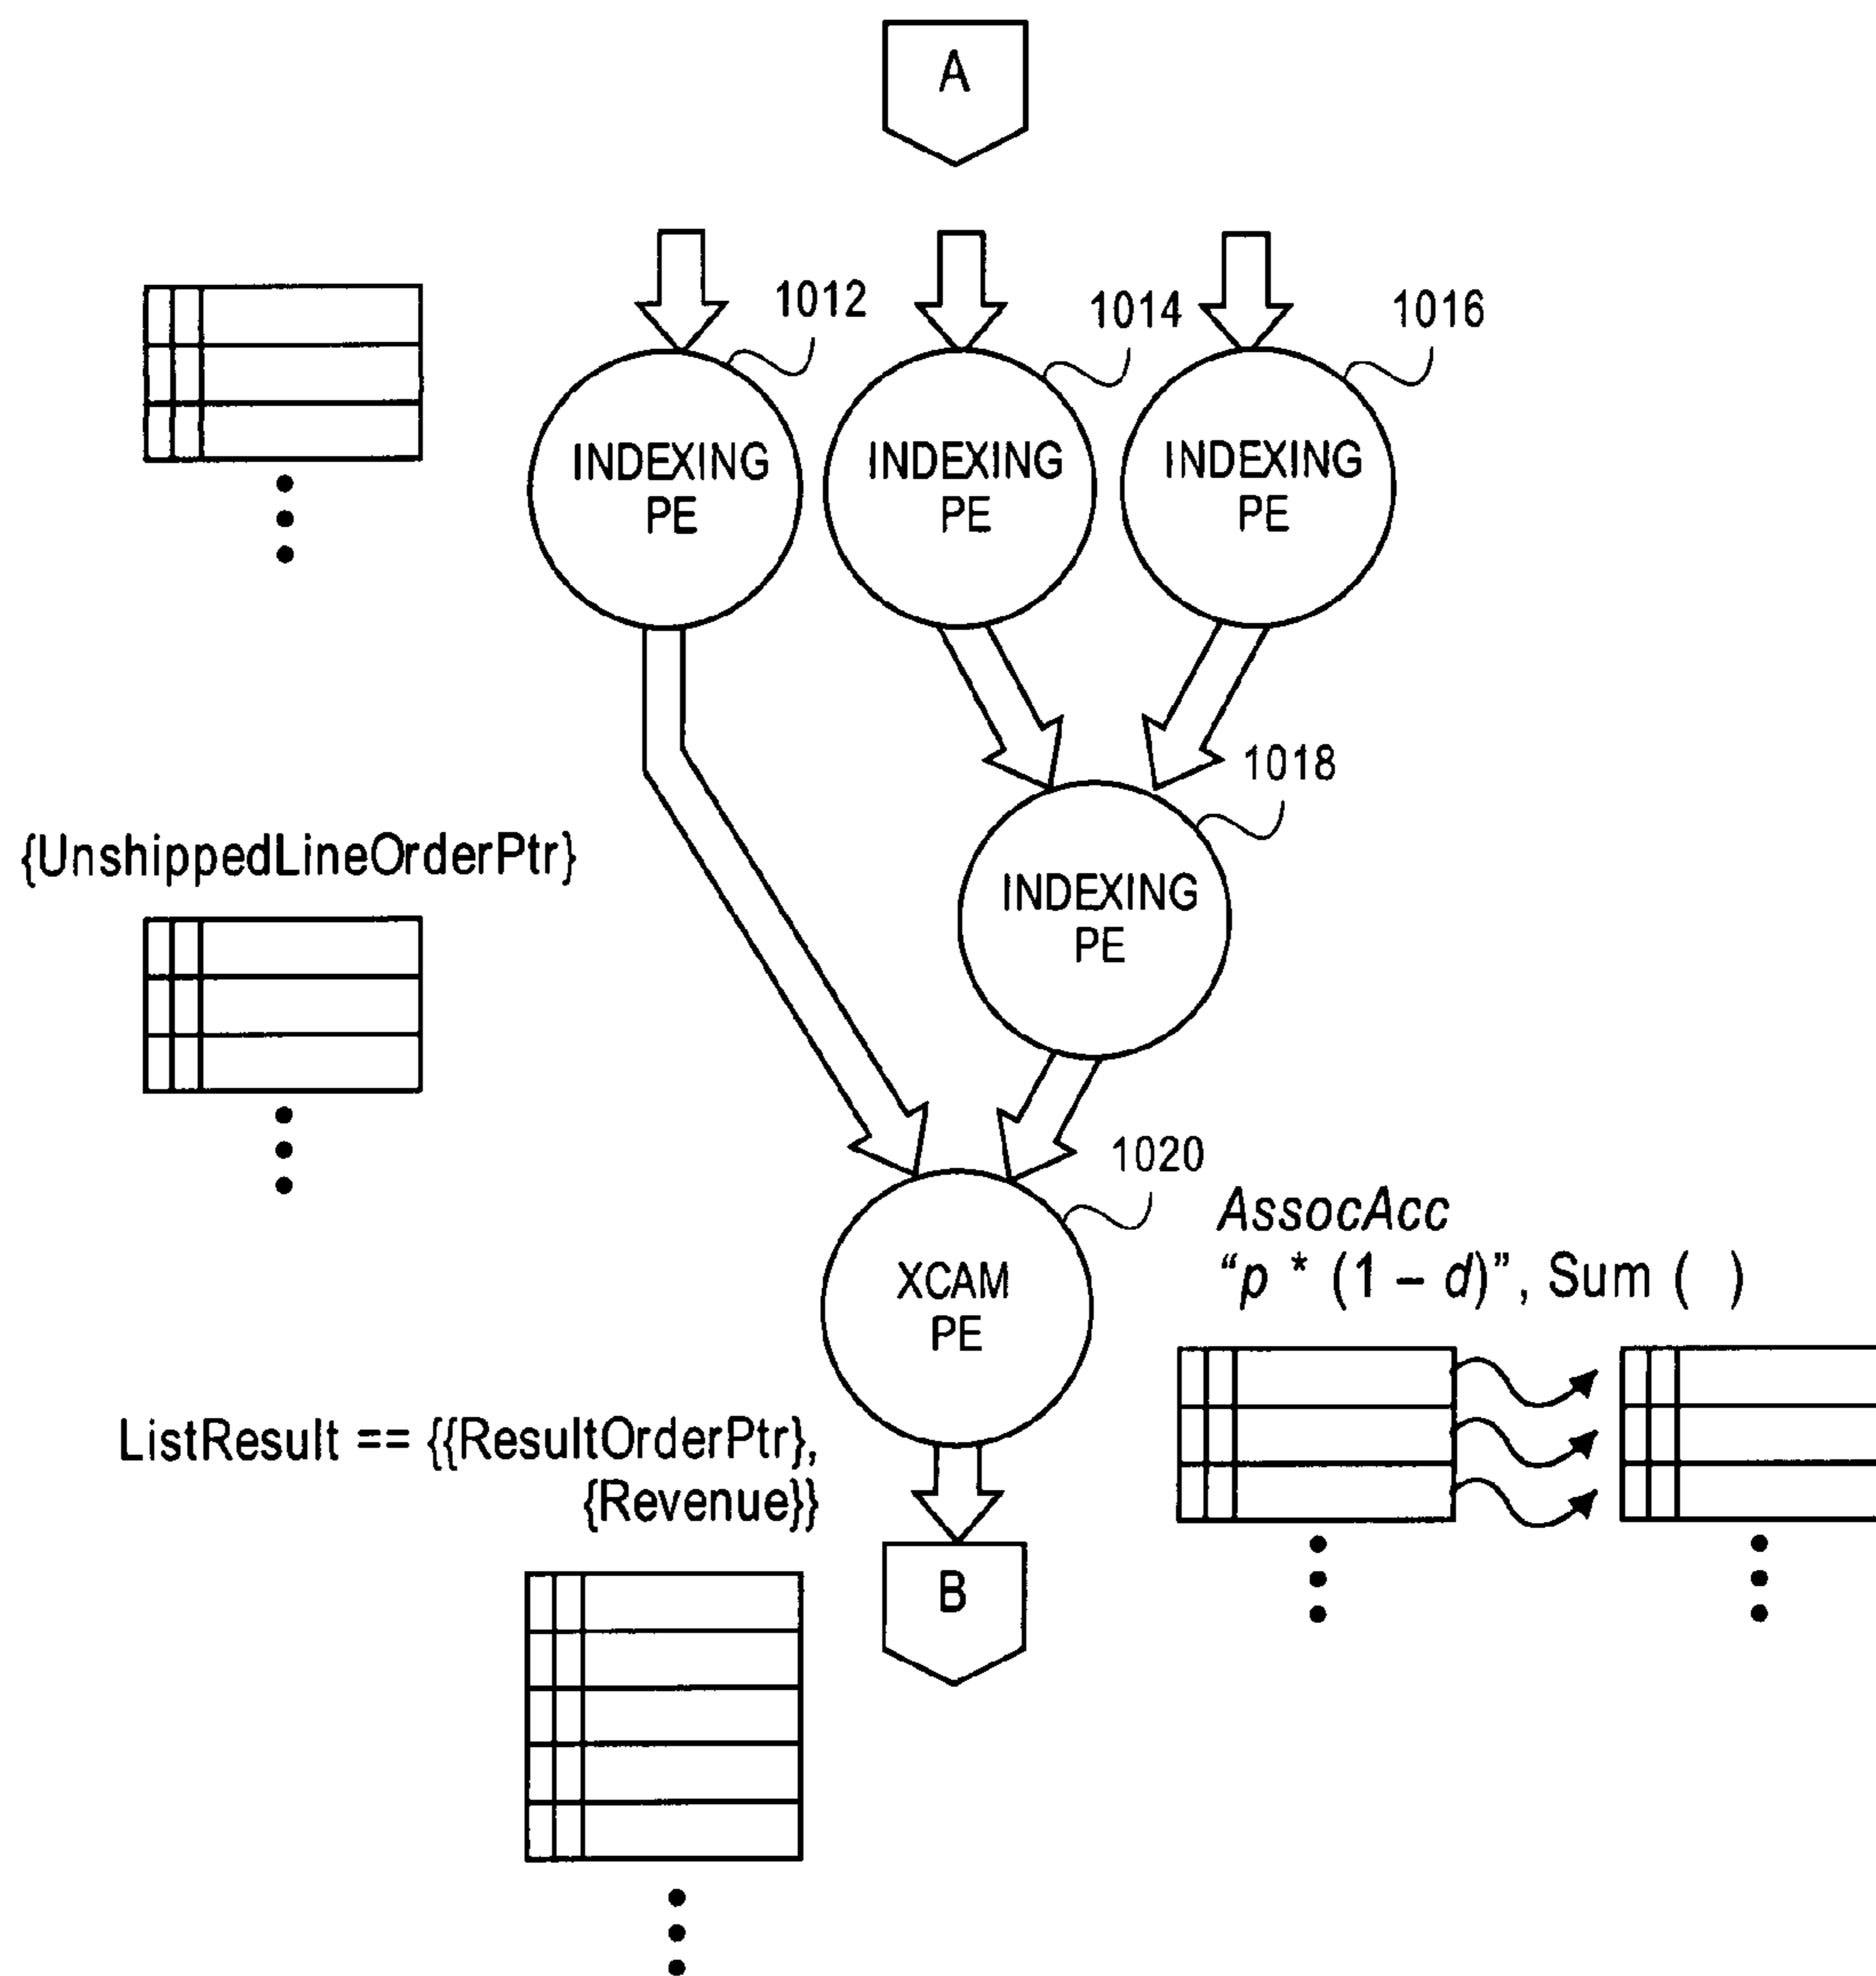 A
1012
1014
1016
INDEXING
PE
INDEXING
PE
INDEXING
PE
1018
{UnshippedLineOrderPtr}
INDEXING
PE
1020
AssocAcc
“p * (1 – d)”, Sum ( )
XCAM
PE
ListResult == {{ResultOrderPtr},
{Revenue}}
B